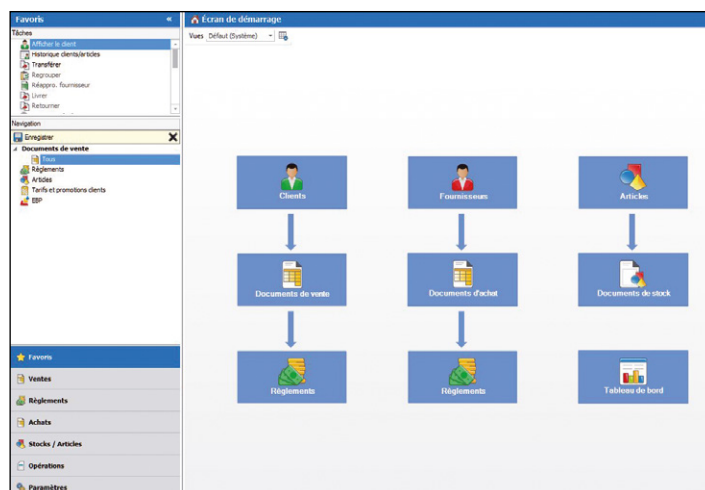 Favoris «
Tâches
Afficher le client
Historique clients/articles
Transférer
Regrouper
Réappro. fournisseur
Livrer
Retourner
Navigation
Enregistrer
Documents de vente
Tous
Règlements
Articles
Tarifs et promotions clients
EBP
Favoris
Ventes
Règlements
Achats
Stocks / Articles
Opérations
Paramètres
Écran de démarrage
Vues Défaut (Système)
Clients Fournisseurs Articles
Documents de vente Documents d'achat Documents de stock
Règlements Règlements Tableau de bord